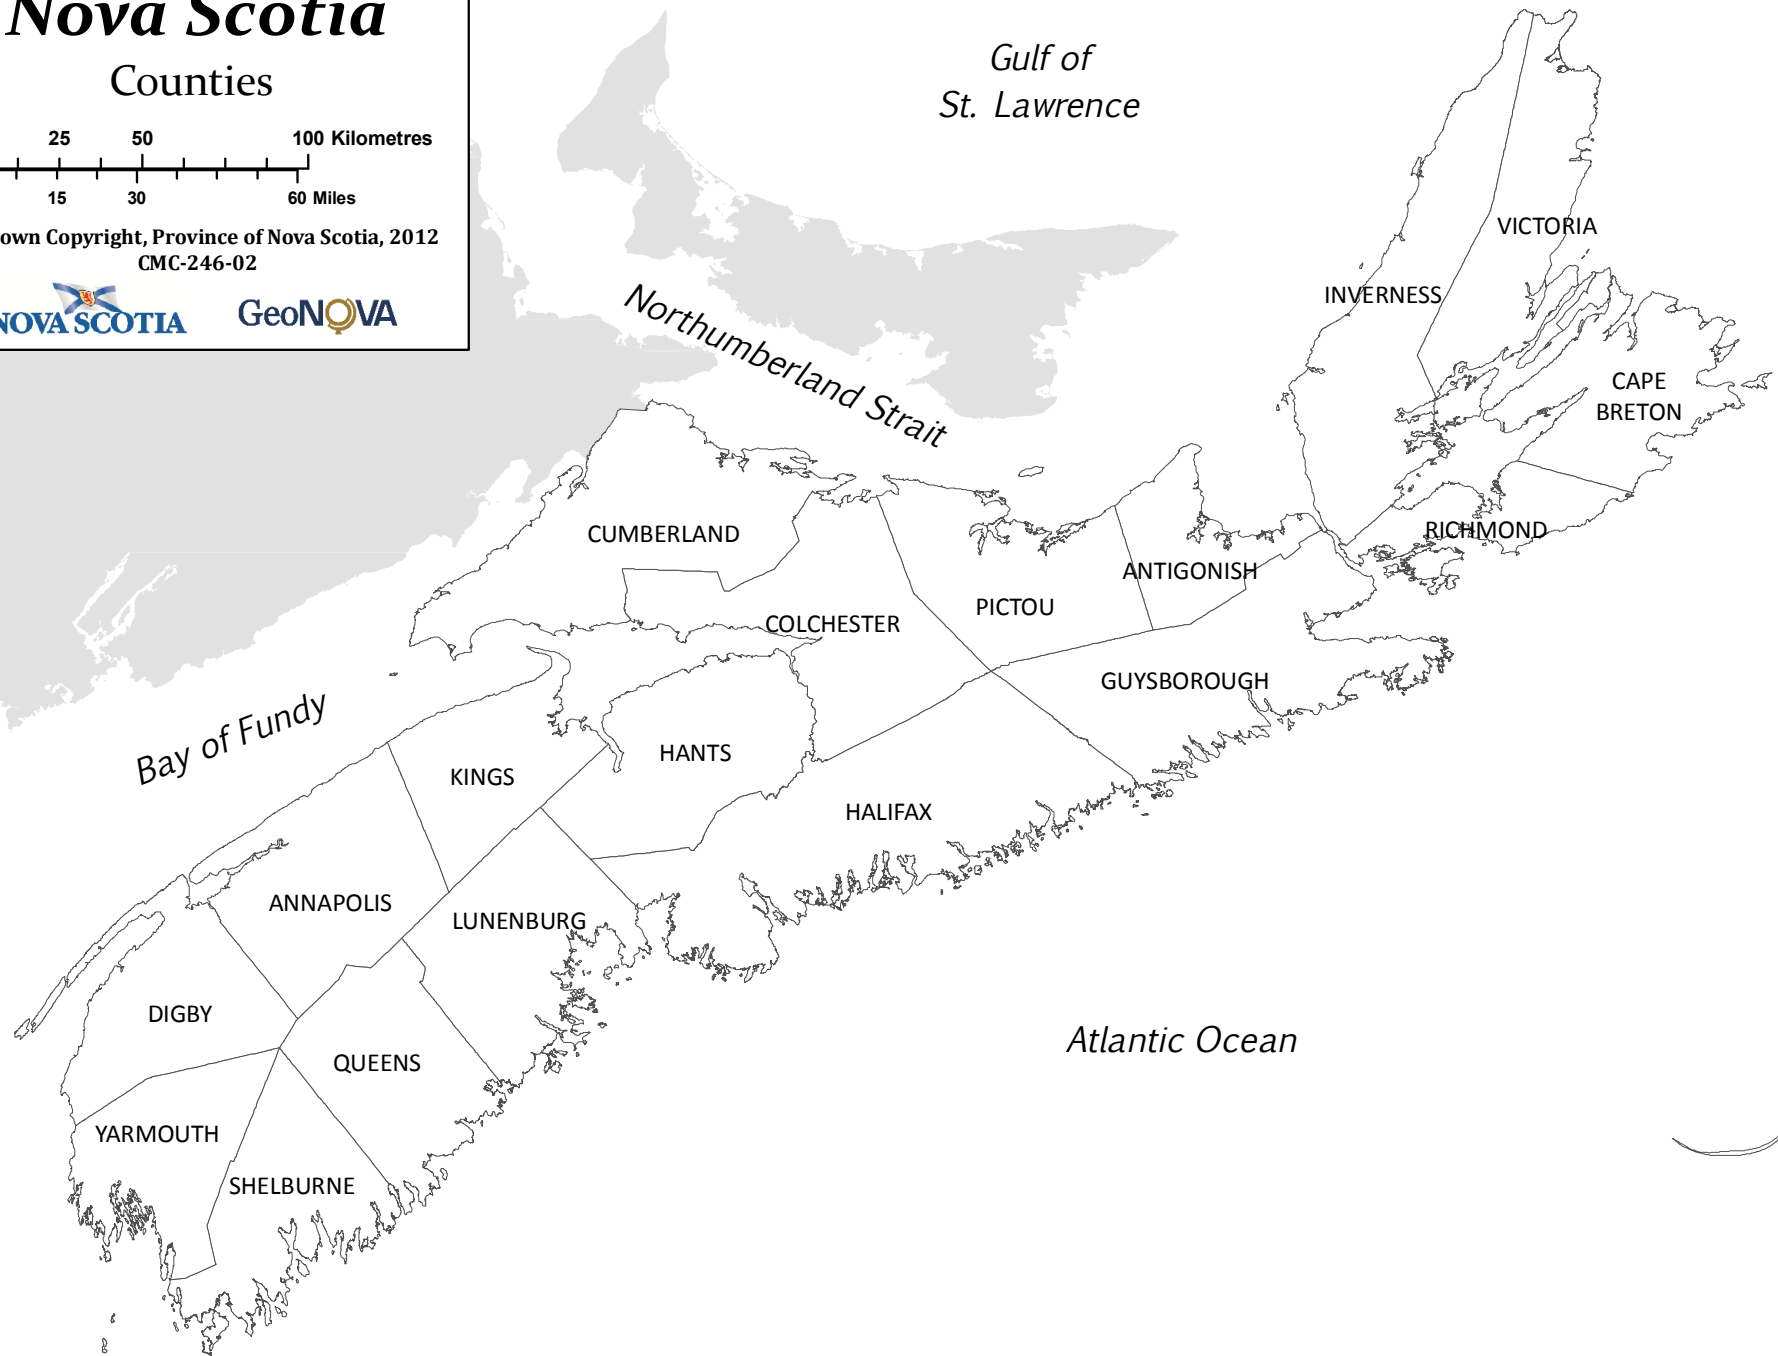 Nova Scotia
Counties
25 50 100 Kilometres
15 30 60 Miles
own Copyright, Province of Nova Scotia, 2012
CMC-246-02
NOVA SCOTIA
GeoNOVA
Gulf of
St. Lawrence
Northumberland Strait
Bay of Fundy
Atlantic Ocean
VICTORIA
INVERNESS
CAPE
BRETON
RICHMOND
CUMBERLAND
ANTIGONISH
COLCHESTER
PICTOU
GUYSBOROUGH
HANTS
KINGS
HALIFAX
ANNAPOLIS
LUNENBURG
DIGBY
QUEENS
YARMOUTH
SHELBURNE